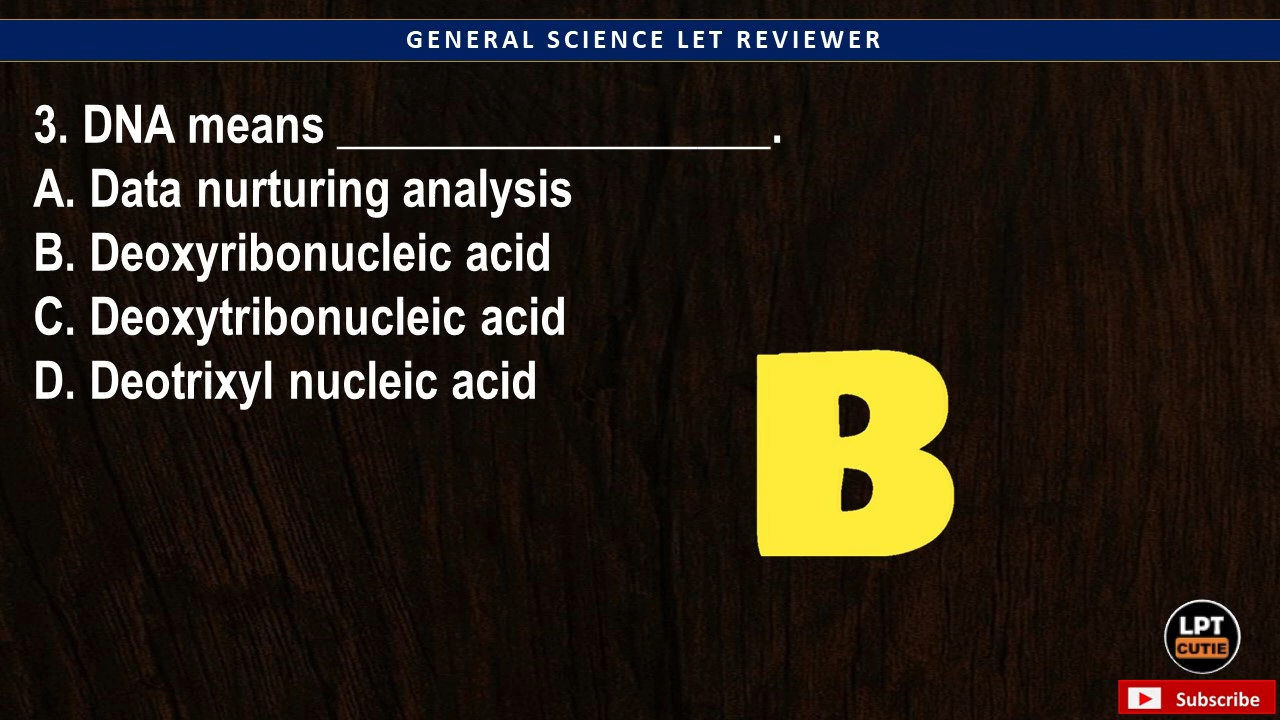 GENERAL SCIENCE LET REVIEWER
3. DNA means __________________.
A. Data nurturing analysis
B. Deoxyribonucleic acid
C. Deoxytribonucleic acid
D. Deotrixyl nucleic acid
B
LPT
CUTIE
Subscribe